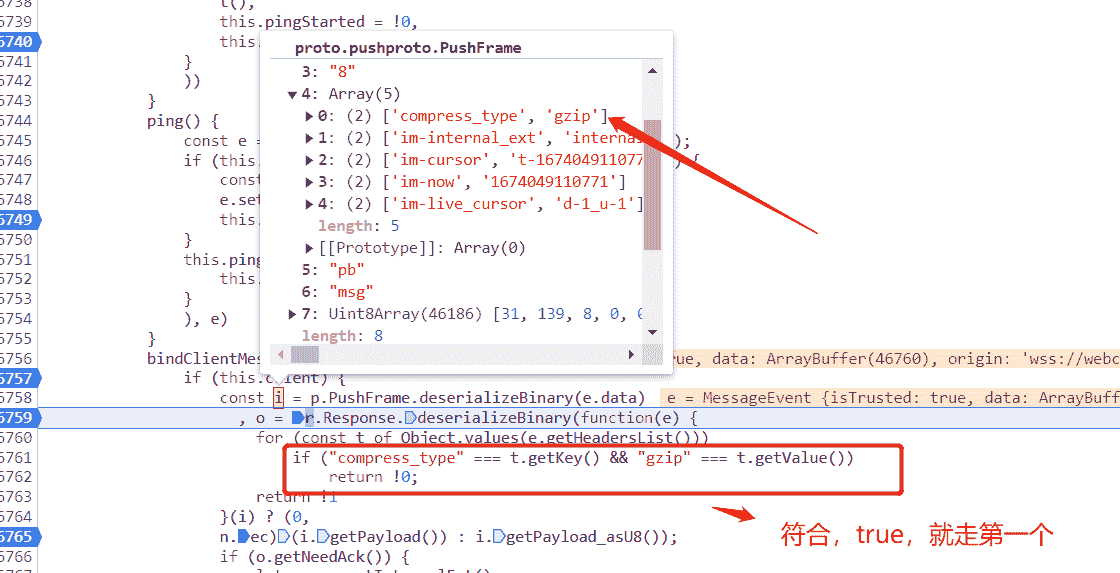 5738 t(),
5739 this.pingStarted = !0,
5740 this.
5741 }
5742 }))
5743 }
5744 ping() {
5745 const e = );
5746 if (this. ) {
5747 const
5748 e.set
5749 this.
5750 }
5751 this.ping
5752 this.
5753 }
5754 ), e)
5755 }
proto.pushproto.PushFrame
3: "8"
▼4: Array(5)
▶0: (2) ['compress_type', 'gzip']
▶1: (2) ['im-internal_ext', 'interna
▶2: (2) ['im-cursor', 't-167404911077
▶3: (2) ['im-now', '1674049110771']
▶4: (2) ['im-live_cursor', 'd-1_u-1']
length: 5
▶[[Prototype]]: Array(0)
5: "pb"
6: "msg"
▶7: Uint8Array(46186) [31, 139, 8, 0, 0
length: 8
5756 bindClientMes rue, data: ArrayBuffer(46760), origin: 'wss://webc
5757 if (this.client) {
5758 const i = p.PushFrame.deserializeBinary(e.data) e = MessageEvent {isTrusted: true, data: ArrayBuff
5759 , o = r.Response.deserializeBinary(function(e) {
5760 for (const t of Object.values(e.getHeadersList()))
5761 if ("compress_type" === t.getKey() && "gzip" === t.getValue())
5762 return !0;
5763 return !1
5764 }(i) ? (0,
5765 n.ec)(i.getPayload()) : i.getPayload_asU8());
5766 if (o.getNeedAck()) {
符合，true，就走第一个